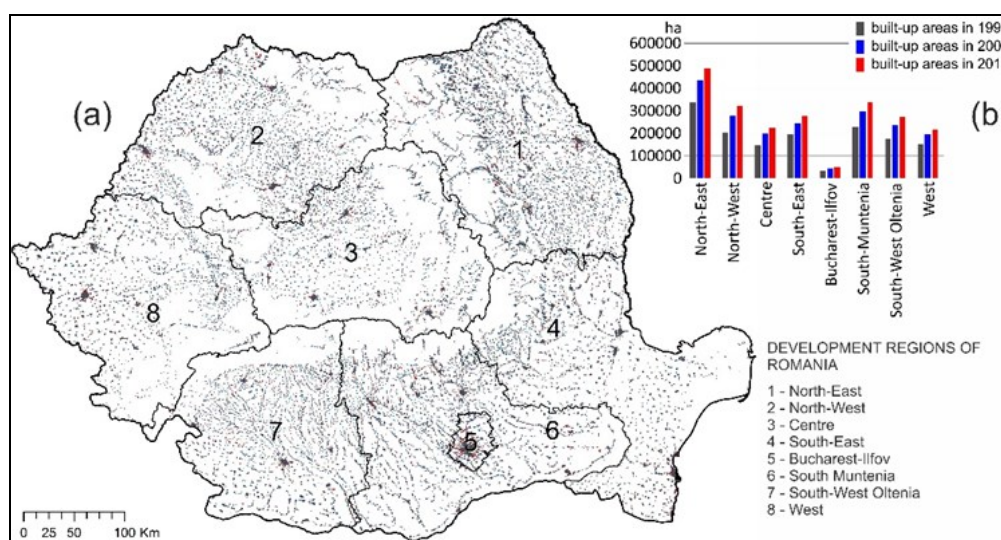 (a)
1
2
3
4
5
6
7
8
0 25 50 100 Km
ha
600000
500000
400000
300000
200000
100000
0
built-up areas in 199
built-up areas in 200
built-up areas in 201
(b)
North-East
North-West
Centre
South-East
Bucharest-Ilfov
South-Muntenia
South-West Oltenia
West
DEVELOPMENT REGIONS OF
ROMANIA
1 - North-East
2 - North-West
3 - Centre
4 - South-East
5 - Bucharest-Ilfov
6 - South Muntenia
7 - South-West Oltenia
8 - West